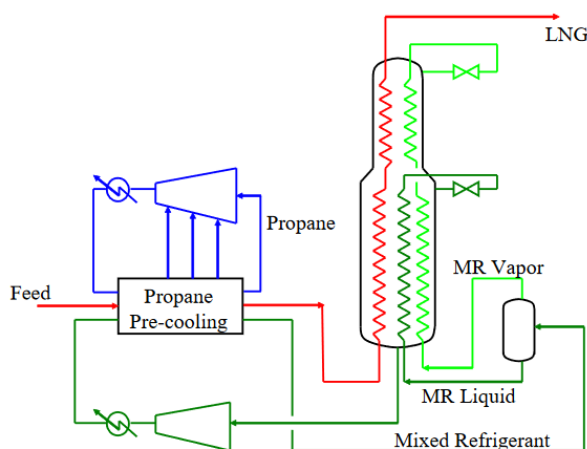 LNG
Propane
Feed
Propane
Pre-cooling
MR Vapor
MR Liquid
Mixed Refrigerant